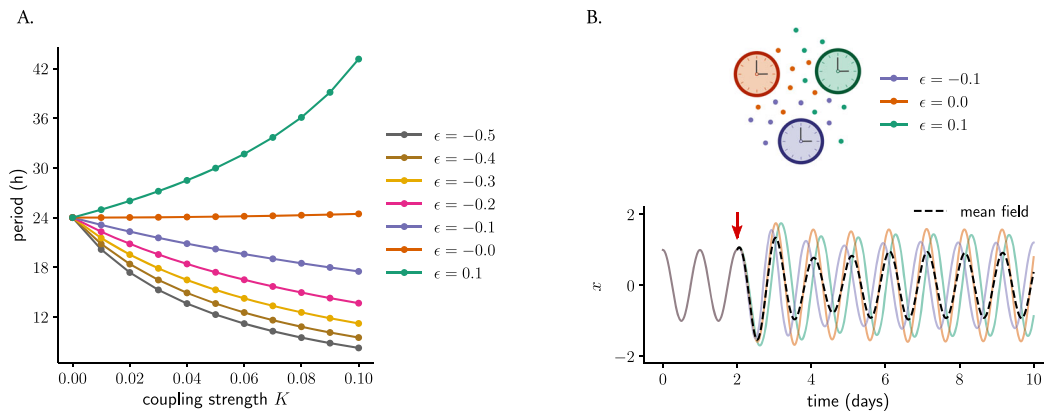 A.
period (h)
42
36
30
24
18
12
0.00 0.02 0.04 0.06 0.08 0.10
coupling strength K
ϵ = −0.5
ϵ = −0.4
ϵ = −0.3
ϵ = −0.2
ϵ = −0.1
ϵ = −0.0
ϵ = 0.1
B.
ϵ = −0.1
ϵ = 0.0
ϵ = 0.1
mean field
x
2
0
−2
0 2 4 6 8 10
time (days)